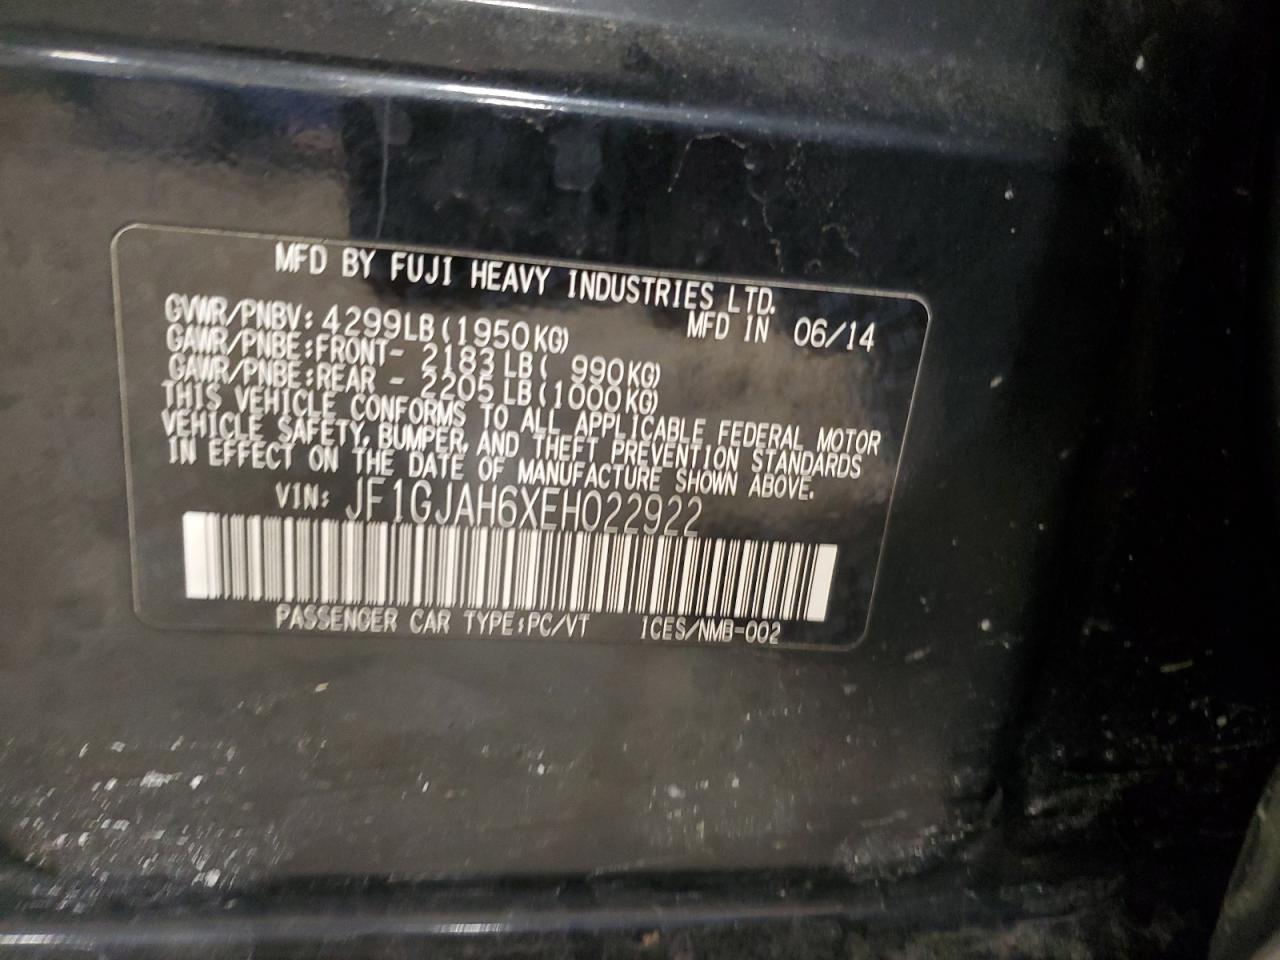 MFD BY FUJI HEAVY INDUSTRIES LTD.
GVWR/PNBV: 4299LB(1950KG) MFD IN 06/14
GAWR/PNBE:FRONT- 2183LB( 990KG)
GAWR/PNBE:REAR - 2205LB(1000KG)
THIS VEHICLE CONFORMS TO ALL APPLICABLE FEDERAL MOTOR
VEHICLE SAFETY, BUMPER, AND THEFT PREVENTION STANDARDS
IN EFFECT ON THE DATE OF MANUFACTURE SHOWN ABOVE.
VIN: JF1GJAH6XEH022922
PASSENGER CAR TYPE:PC/VT ICES/NMB-002